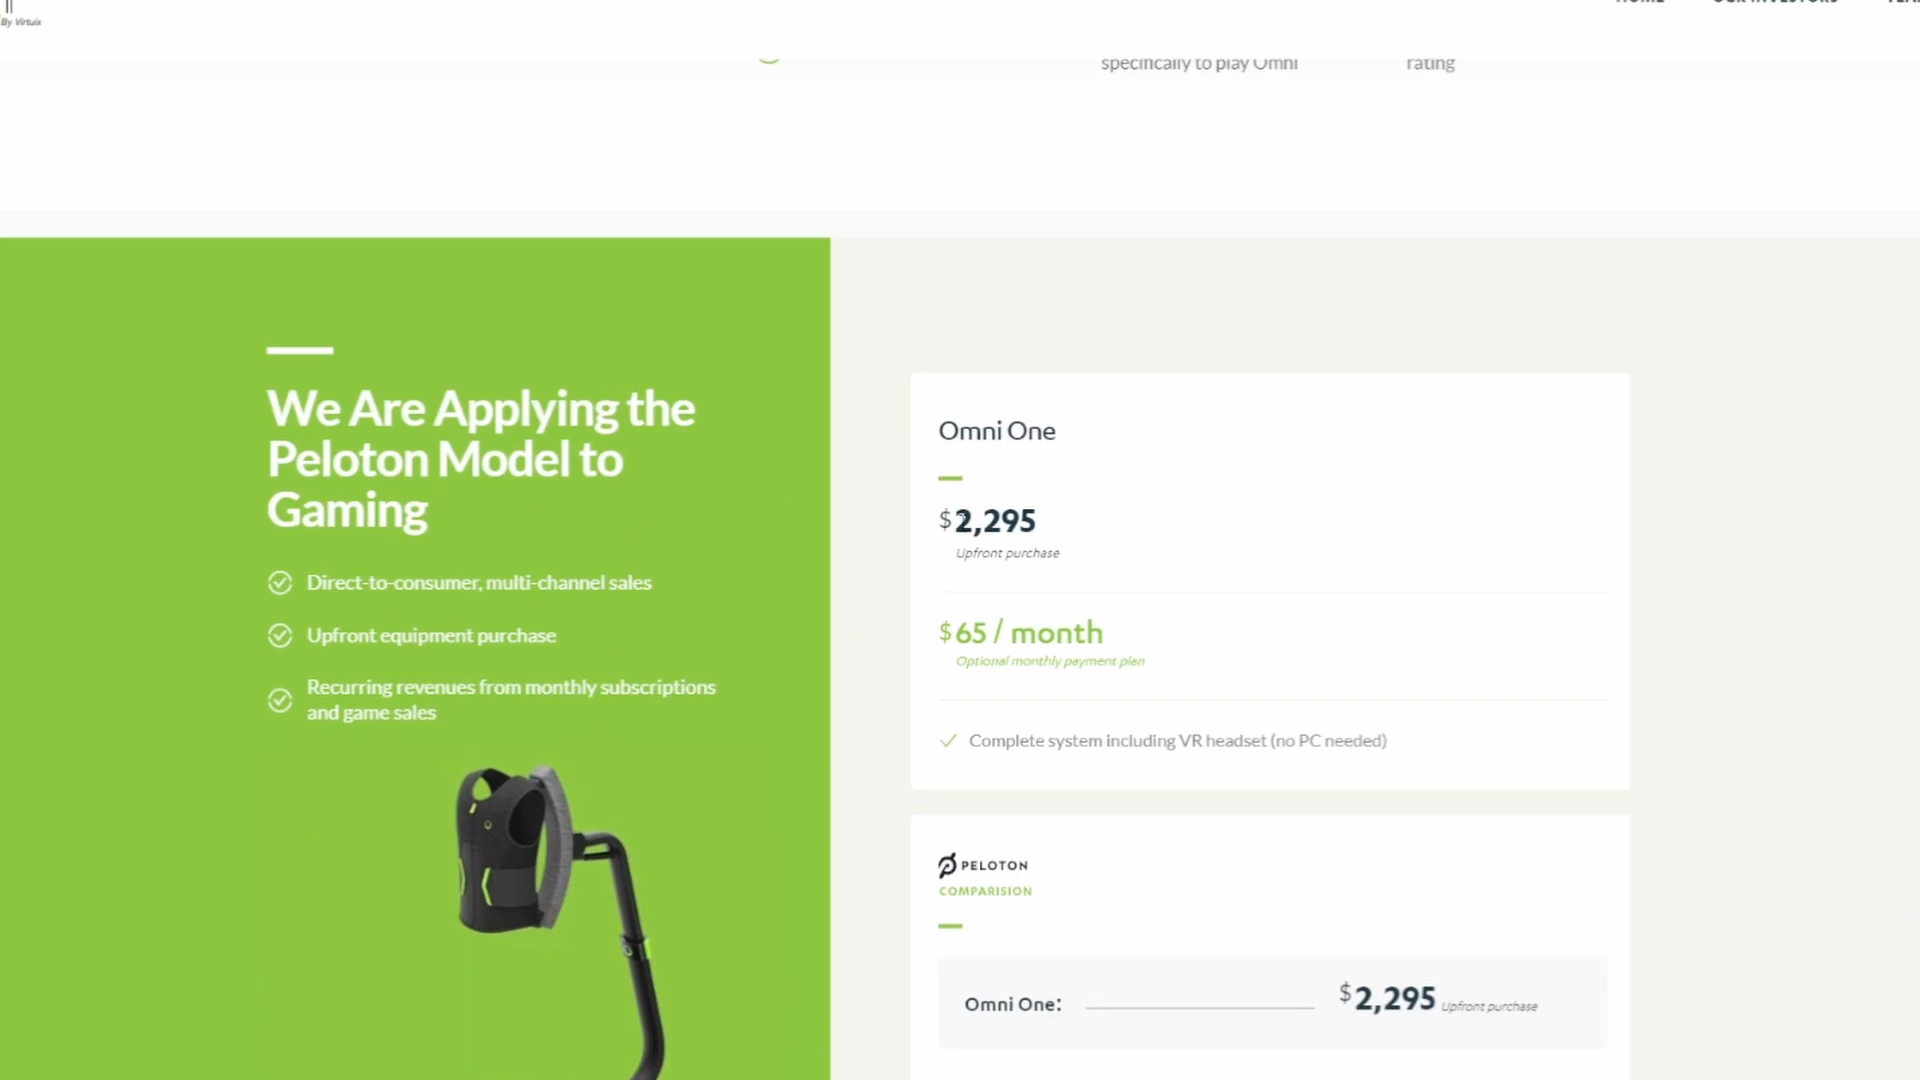 By Virtuix
HOME OUR INVESTORS
specifically to play Omni
rating
We Are Applying the
Peloton Model to
Gaming
Direct-to-consumer, multi-channel sales
Upfront equipment purchase
Recurring revenues from monthly subscriptions
and game sales
Omni One
$2,295
Upfront purchase
$65 / month
Optional monthly payment plan
Complete system including VR headset (no PC needed)
PELOTON
COMPARISION
Omni One: $2,295 Upfront purchase